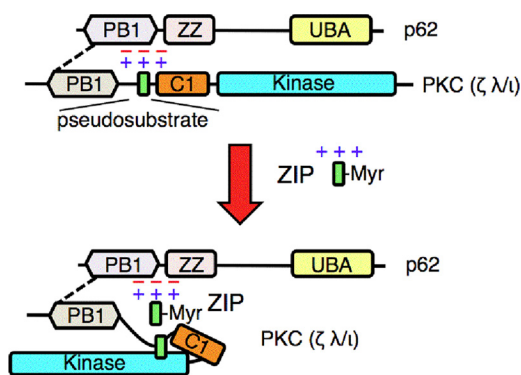 PB1 ZZ UBA p62
− − −
+ + +
PB1 C1 Kinase PKC (ζ λ/ι)
pseudosubstrate
+ + +
ZIP -Myr
PB1 ZZ UBA p62
− − −
+ + +
PB1 -Myr ZIP
C1 PKC (ζ λ/ι)
Kinase